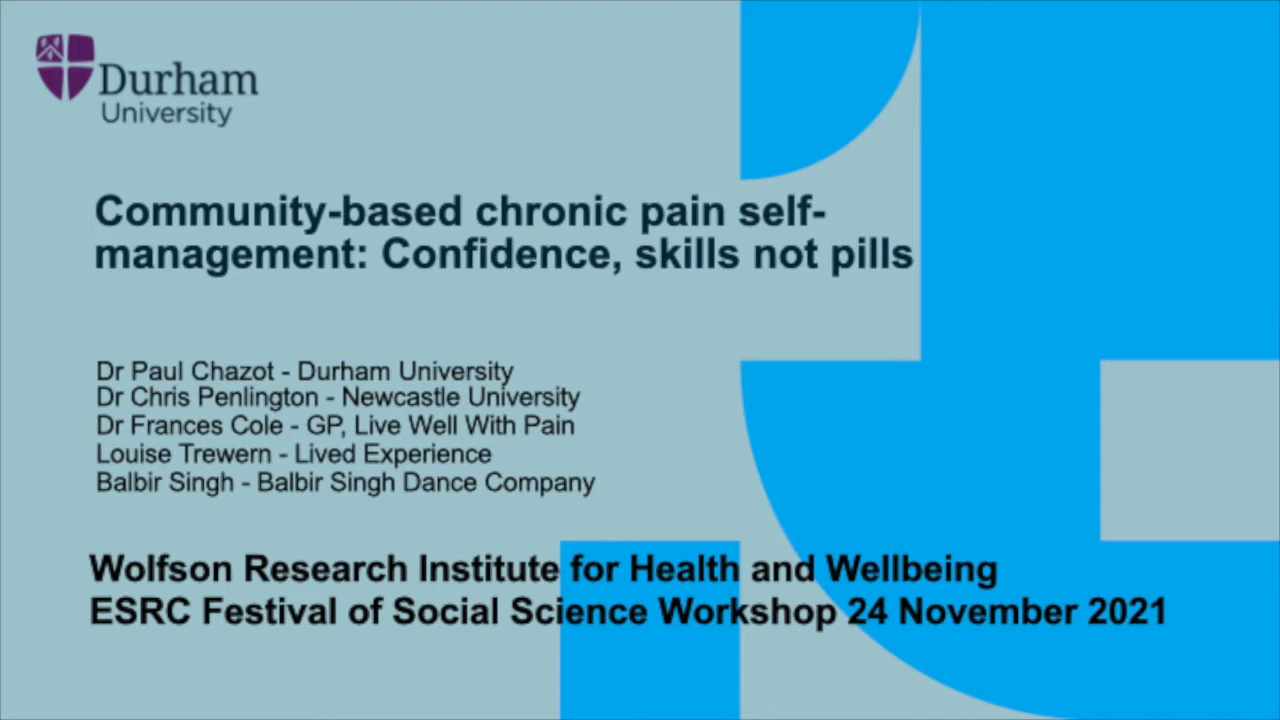 Durham
University
Community-based chronic pain self-
management: Confidence, skills not pills
Dr Paul Chazot - Durham University
Dr Chris Penlington - Newcastle University
Dr Frances Cole - GP, Live Well With Pain
Louise Trewern - Lived Experience
Balbir Singh - Balbir Singh Dance Company
Wolfson Research Institute for Health and Wellbeing
ESRC Festival of Social Science Workshop 24 November 2021